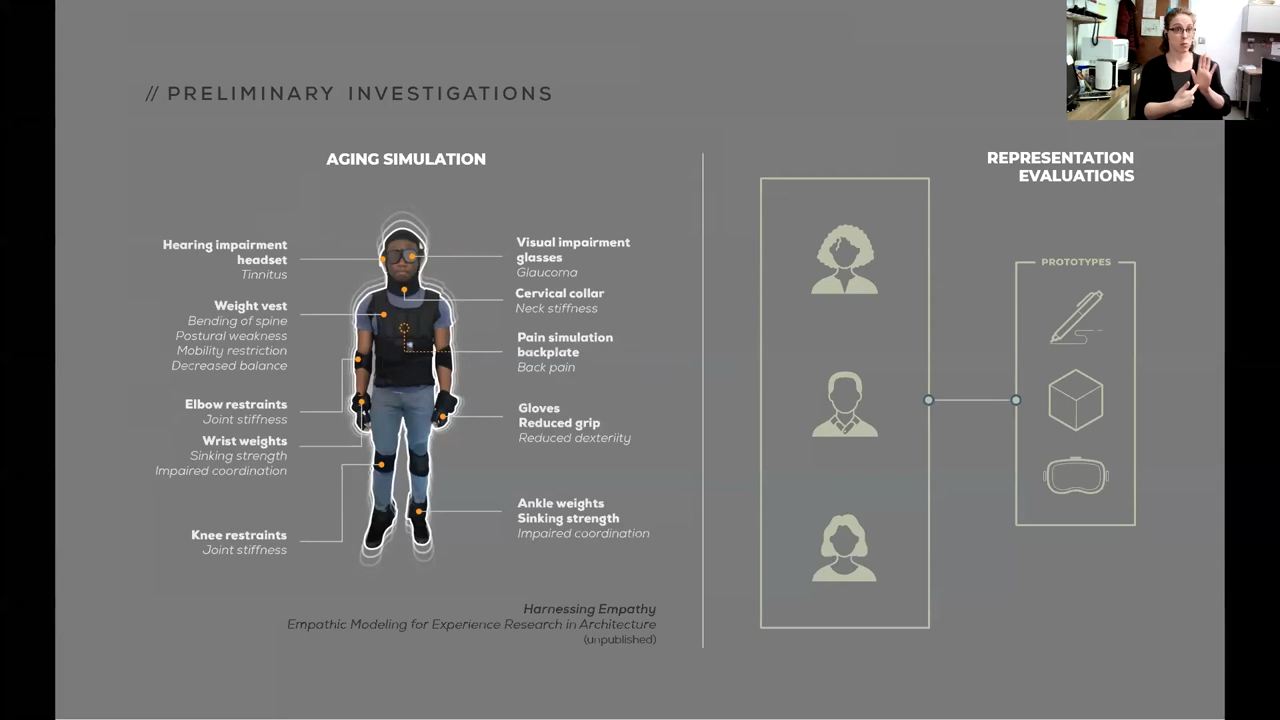 // PRELIMINARY INVESTIGATIONS
AGING SIMULATION
Hearing impairment
headset
Tinnitus
Weight vest
Bending of spine
Postural weakness
Mobility restriction
Decreased balance
Elbow restraints
Joint stiffness
Wrist weights
Sinking strength
Impaired coordination
Knee restraints
Joint stiffness
Visual impairment
glasses
Glaucoma
Cervical collar
Neck stiffness
Pain simulation
backplate
Back pain
Gloves
Reduced grip
Reduced dexteriity
Ankle weights
Sinking strength
Impaired coordination
Harnessing Empathy
Empathic Modeling for Experience Research in Architecture
(unpublished)
REPRESENTATION
EVALUATIONS
PROTOTYPES